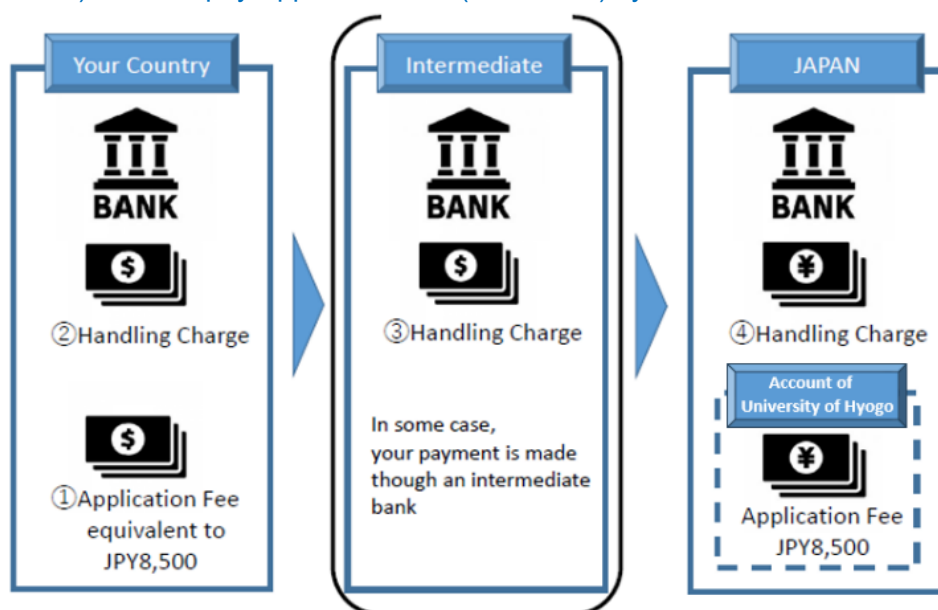 Your Country
BANK
$
②Handling Charge
$
①Application Fee
equivalent to
JPY8,500
Intermediate
BANK
$
③Handling Charge
In some case,
your payment is made
though an intermediate
bank
JAPAN
BANK
¥
④Handling Charge
Account of
University of Hyogo
¥
Application Fee
JPY8,500